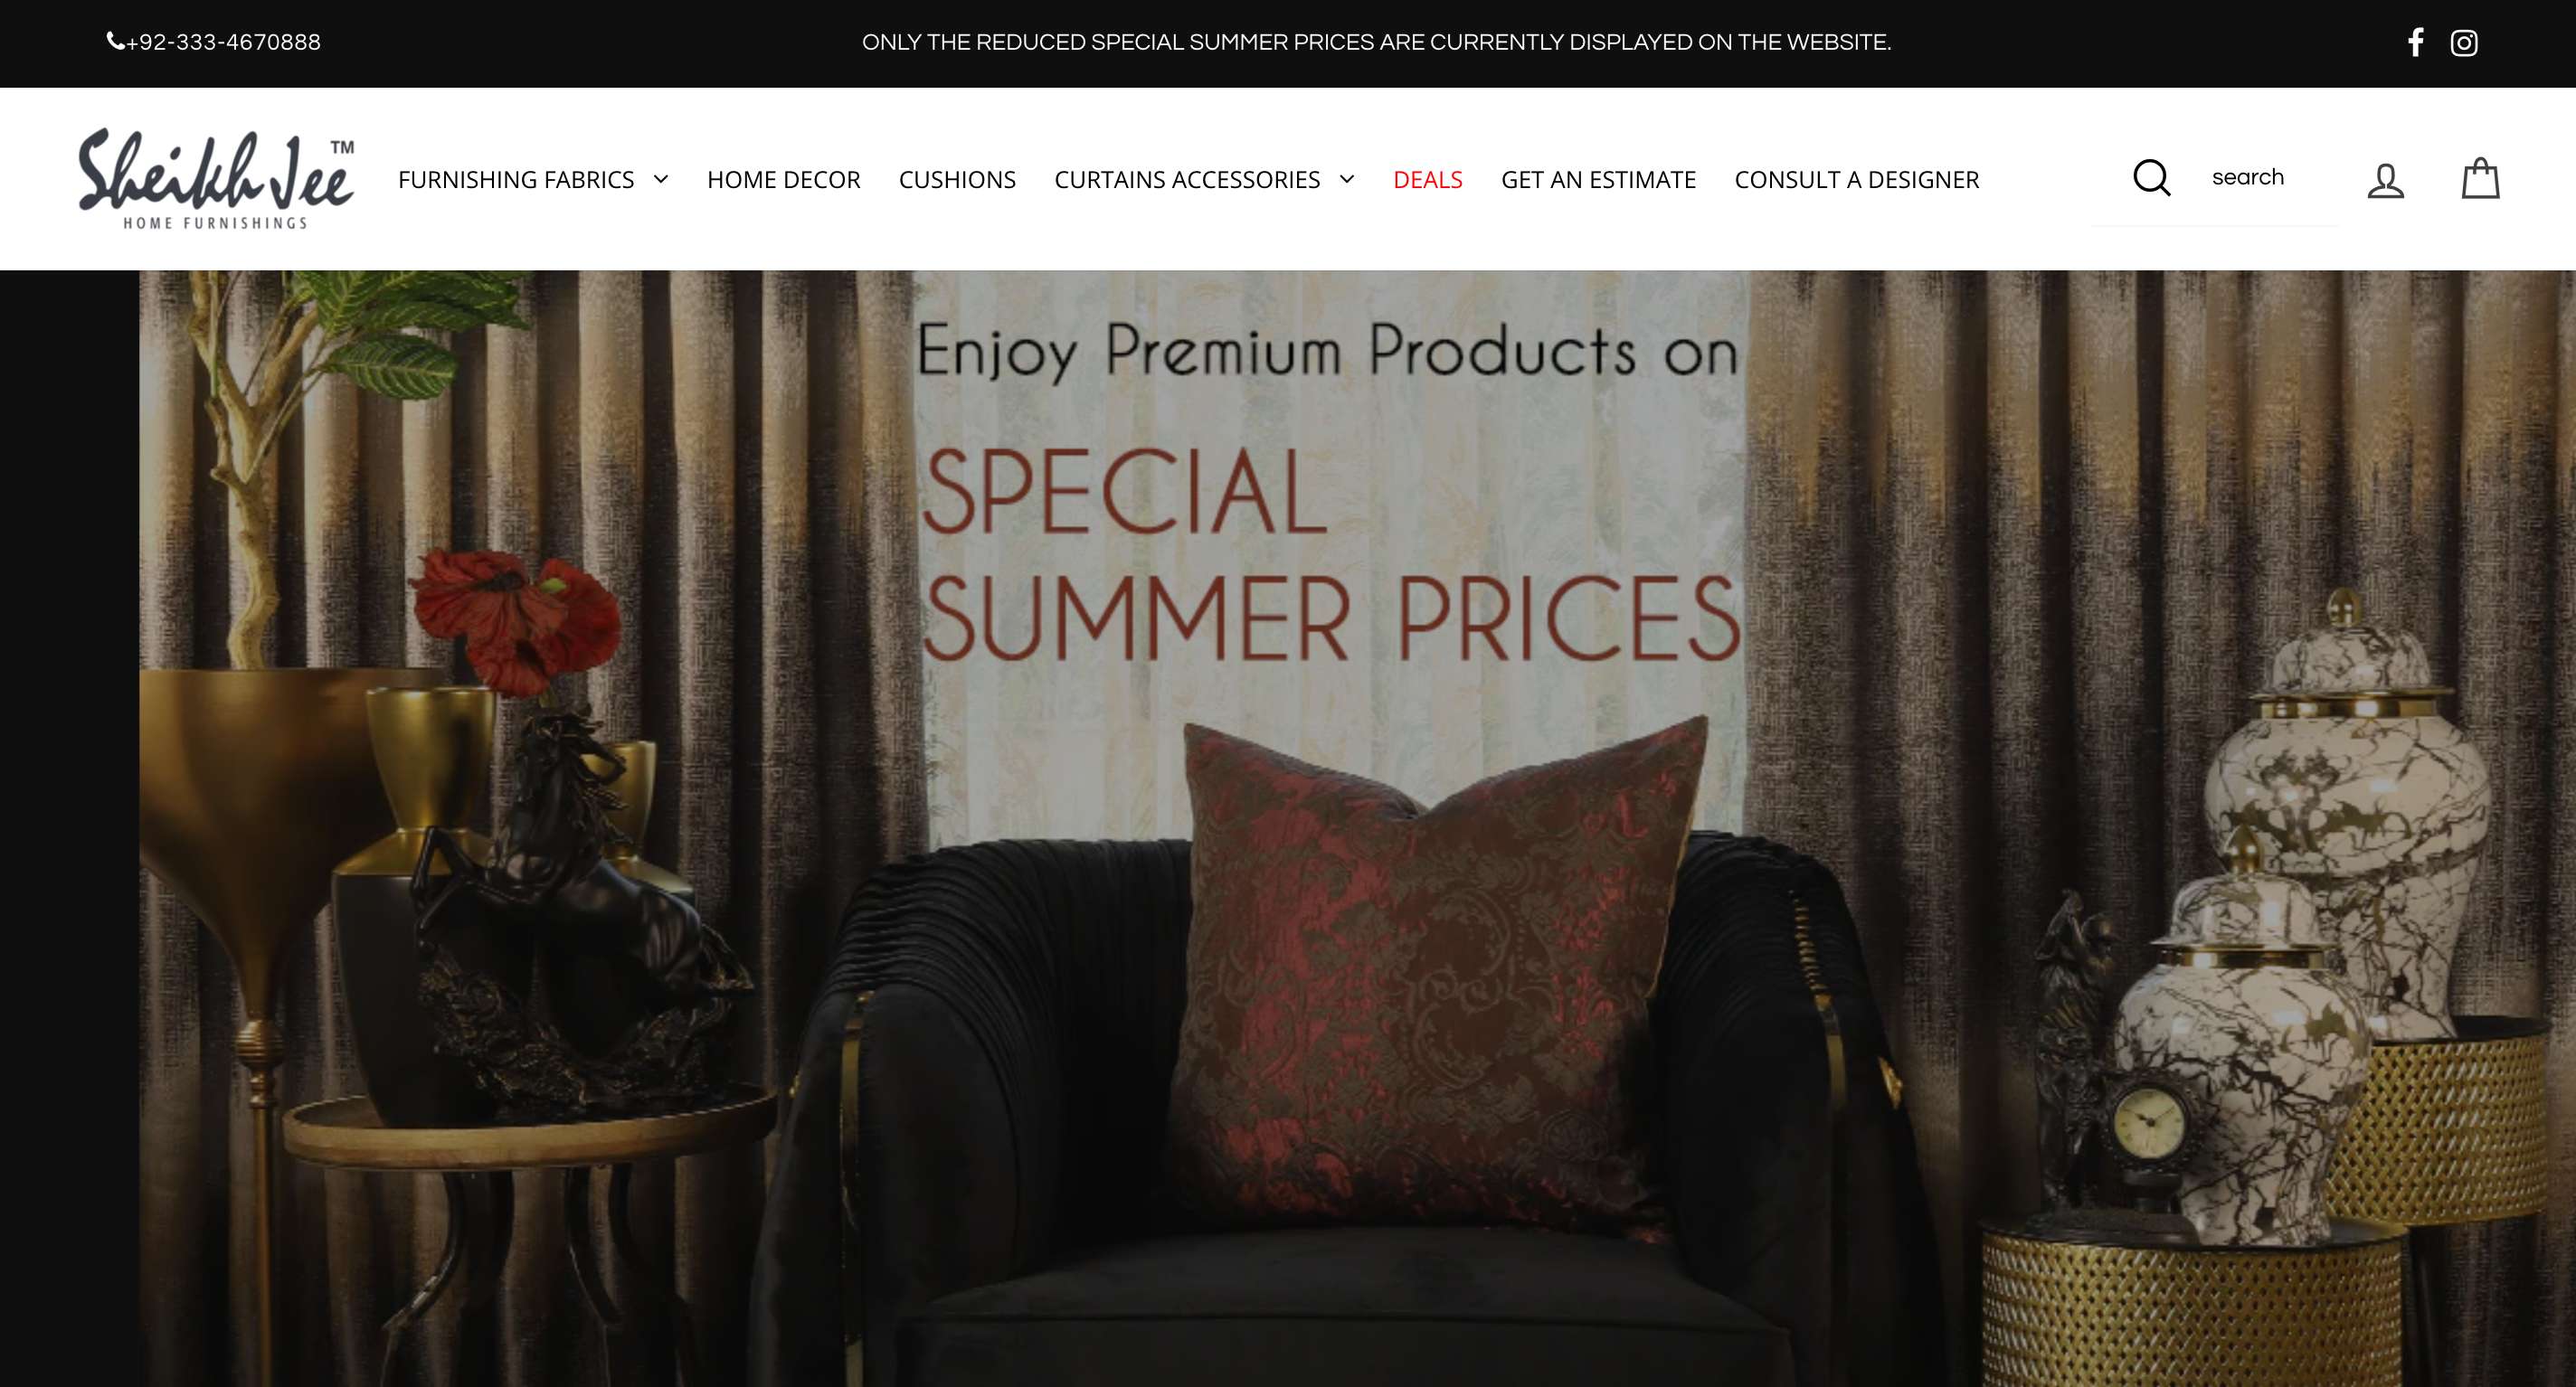 +92-333-4670888
ONLY THE REDUCED SPECIAL SUMMER PRICES ARE CURRENTLY DISPLAYED ON THE WEBSITE.
Sheikh Jee™
HOME FURNISHINGS
FURNISHING FABRICS
HOME DECOR
CUSHIONS
CURTAINS ACCESSORIES
DEALS
GET AN ESTIMATE
CONSULT A DESIGNER
search
Enjoy Premium Products on
SPECIAL
SUMMER PRICES